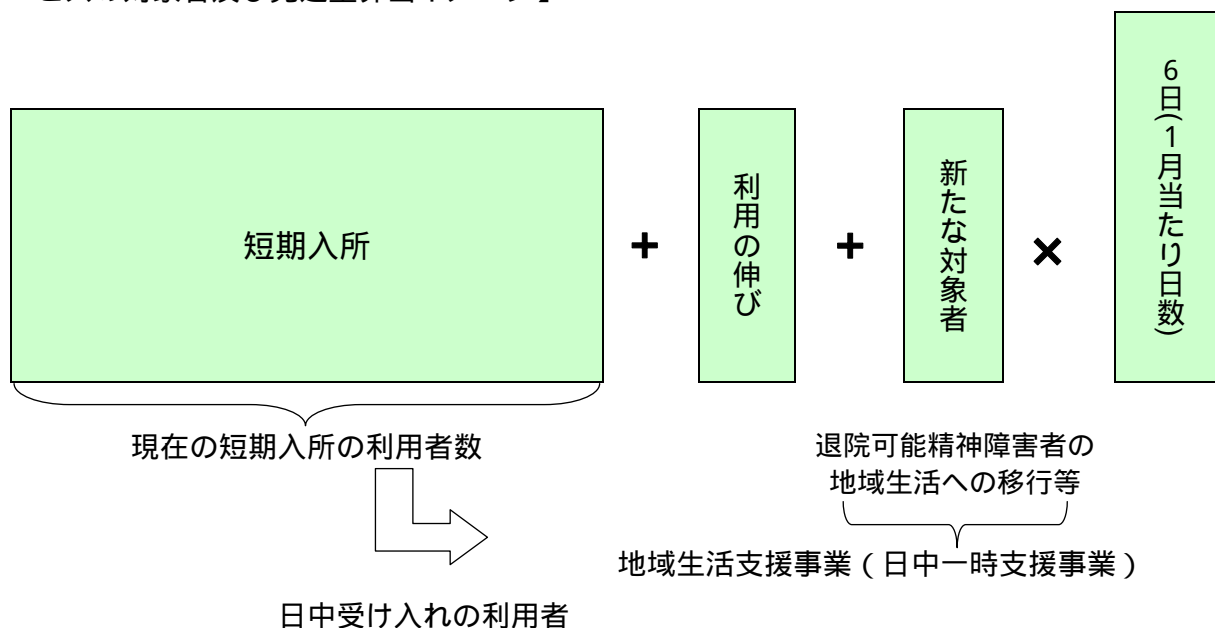 短期入所
+
利用の伸び
+
新たな対象者
×
6日(1月当たり日数)
現在の短期入所の利用者数
退院可能精神障害者の
地域生活への移行等
地域生活支援事業(日中一時支援事業)
日中受け入れの利用者